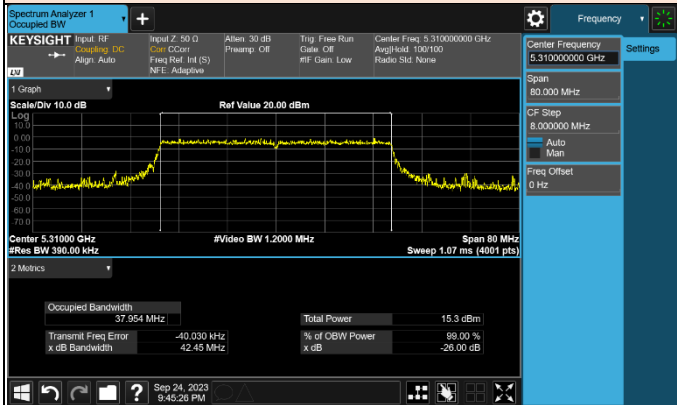 Spectrum Analyzer 1
Occupied BW
Frequency
KEYSIGHT
Input: RF
Coupling: DC
Align: Auto
Input Z: 50 Ω
Corr CCorr
Freq Ref: Int (S)
NFE: Adaptive
Atten: 30 dB
Preamp: Off
Trig: Free Run
Gate: Off
#IF Gain: Low
Center Freq: 5.310000000 GHz
Avg|Hold: 100/100
Radio Std: None
LXI
Center Frequency
5.310000000 GHz
Settings
Span
80.000 MHz
CF Step
8.000000 MHz
Auto
Man
Freq Offset
0 Hz
1 Graph
Scale/Div 10.0 dB
Ref Value 20.00 dBm
Log
10.0
0.00
-10.0
-20.0
-30.0
-40.0
-50.0
-60.0
-70.0
Center 5.31000 GHz
#Video BW 1.2000 MHz
Span 80 MHz
#Res BW 390.00 kHz
Sweep 1.07 ms (4001 pts)
2 Metrics
Occupied Bandwidth
37.954 MHz
Total Power 15.3 dBm
Transmit Freq Error -40.030 kHz
% of OBW Power 99.00 %
x dB Bandwidth 42.45 MHz
x dB -26.00 dB
?
Sep 24, 2023
9:45:26 PM